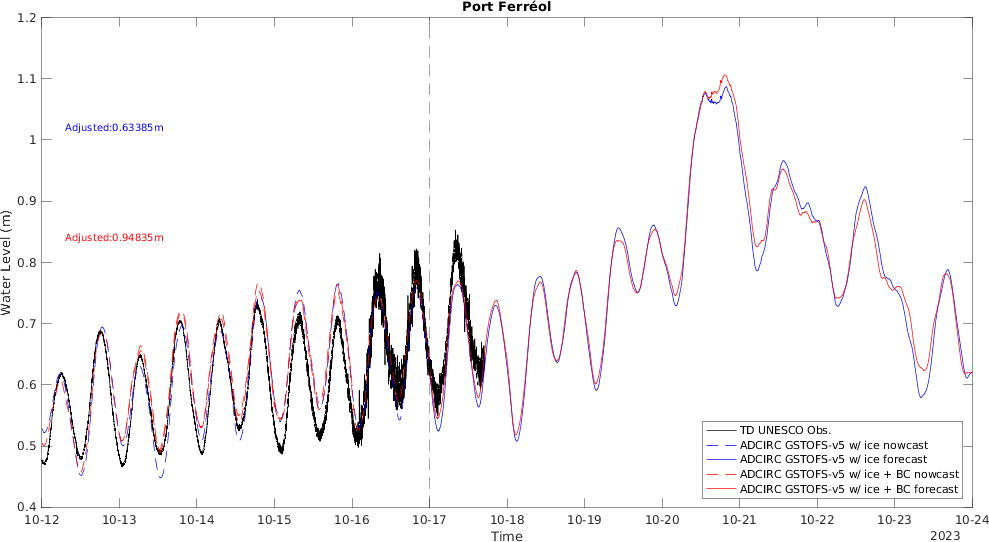 Port Ferréol
1.2
1.1
1
0.9
0.8
0.7
0.6
0.5
0.4
Water Level (m)
Adjusted:0.63385m
Adjusted:0.94835m
TD UNESCO Obs.
ADCIRC GSTOFS-v5 w/ ice nowcast
ADCIRC GSTOFS-v5 w/ ice forecast
ADCIRC GSTOFS-v5 w/ ice + BC nowcast
ADCIRC GSTOFS-v5 w/ ice + BC forecast
10-12 10-13 10-14 10-15 10-16 10-17 10-18 10-19 10-20 10-21 10-22 10-23 10-24
Time
2023